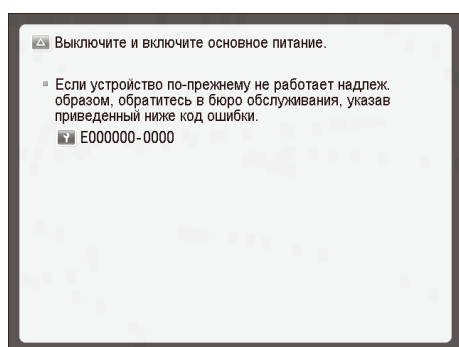 Выключите и включите основное питание.
Если устройство по-прежнему не работает надлеж.
образом, обратитесь в бюро обслуживания, указав
приведенный ниже код ошибки.
E000000-0000